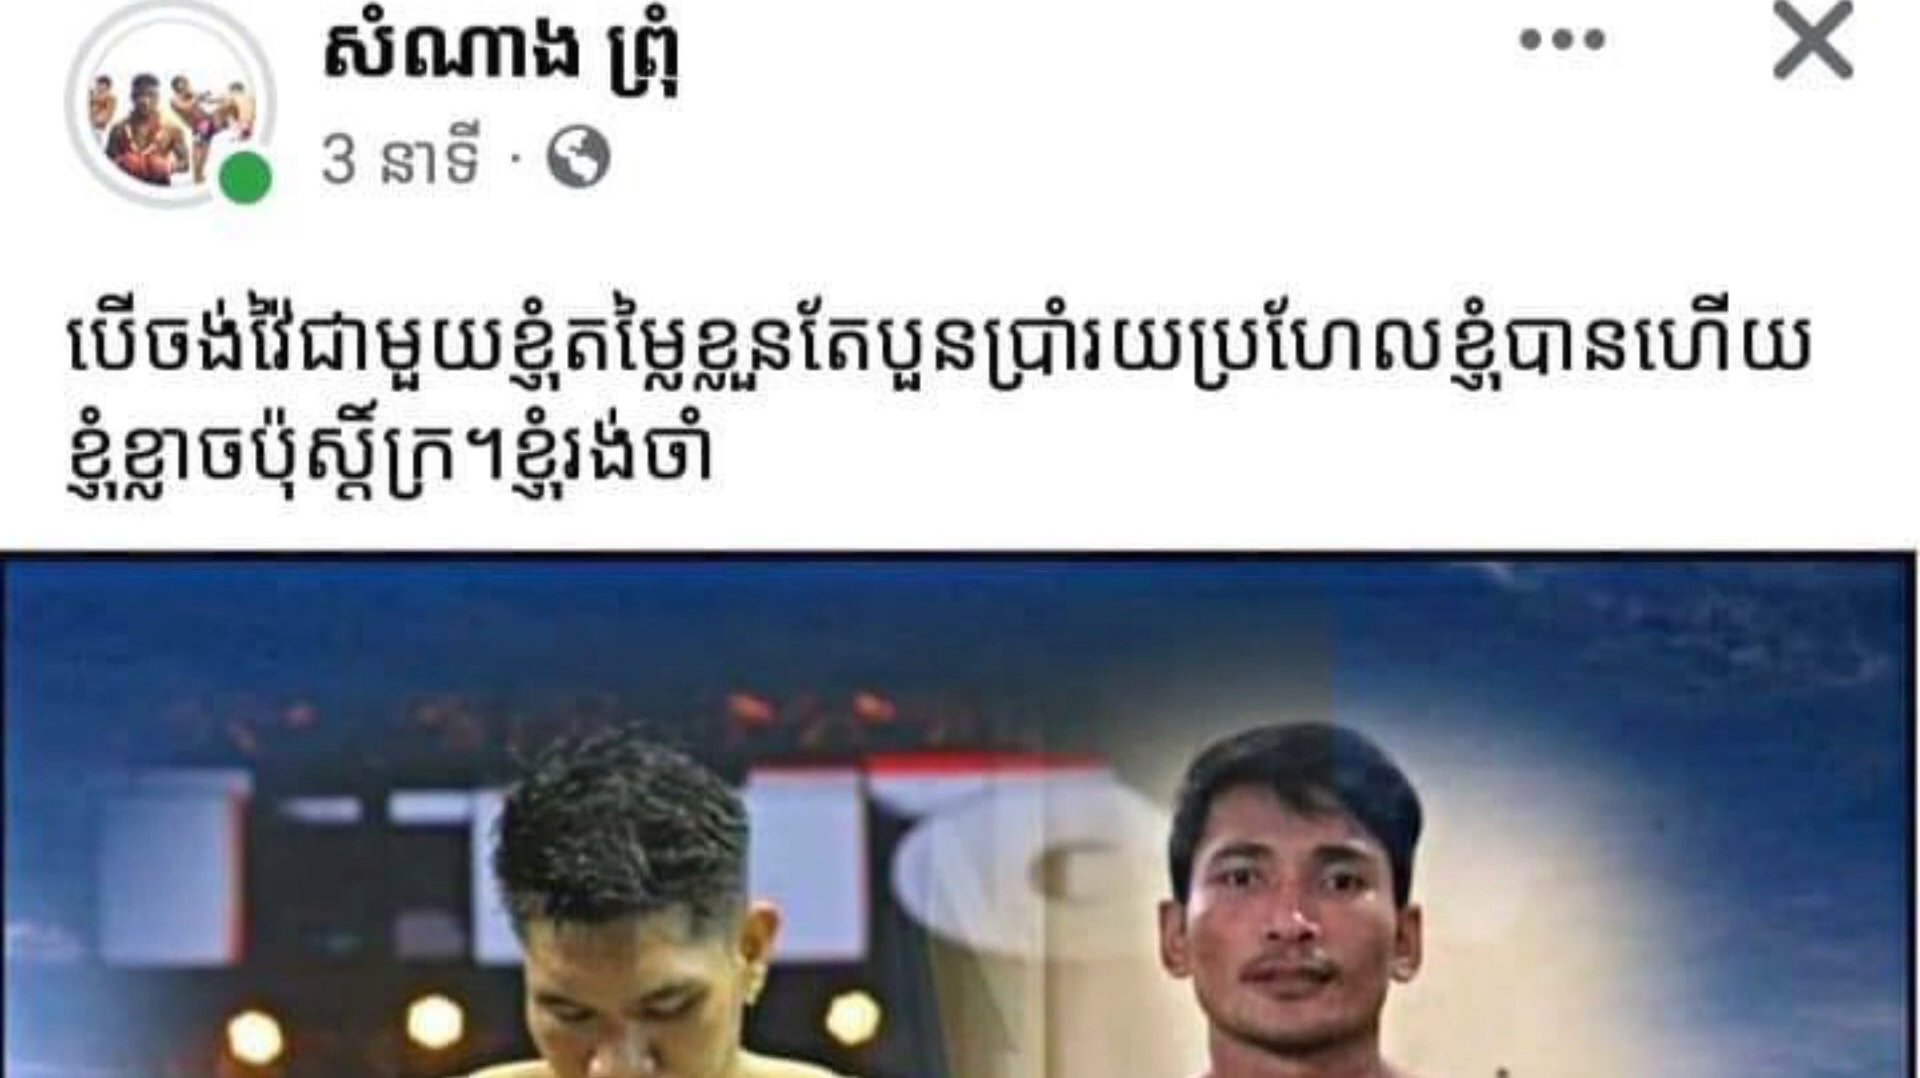 សំណាង ព្រុំ
3 នាទី ·
បើចង់វ៉ៃជាមួយខ្ញុំតម្លៃខ្លួនតែបួនប្រាំរយប្រហែលខ្ញុំបានហើយ
ខ្ញុំខ្លាចប៉ុស្តិ៍ក្រ។ខ្ញុំរង់ចាំ